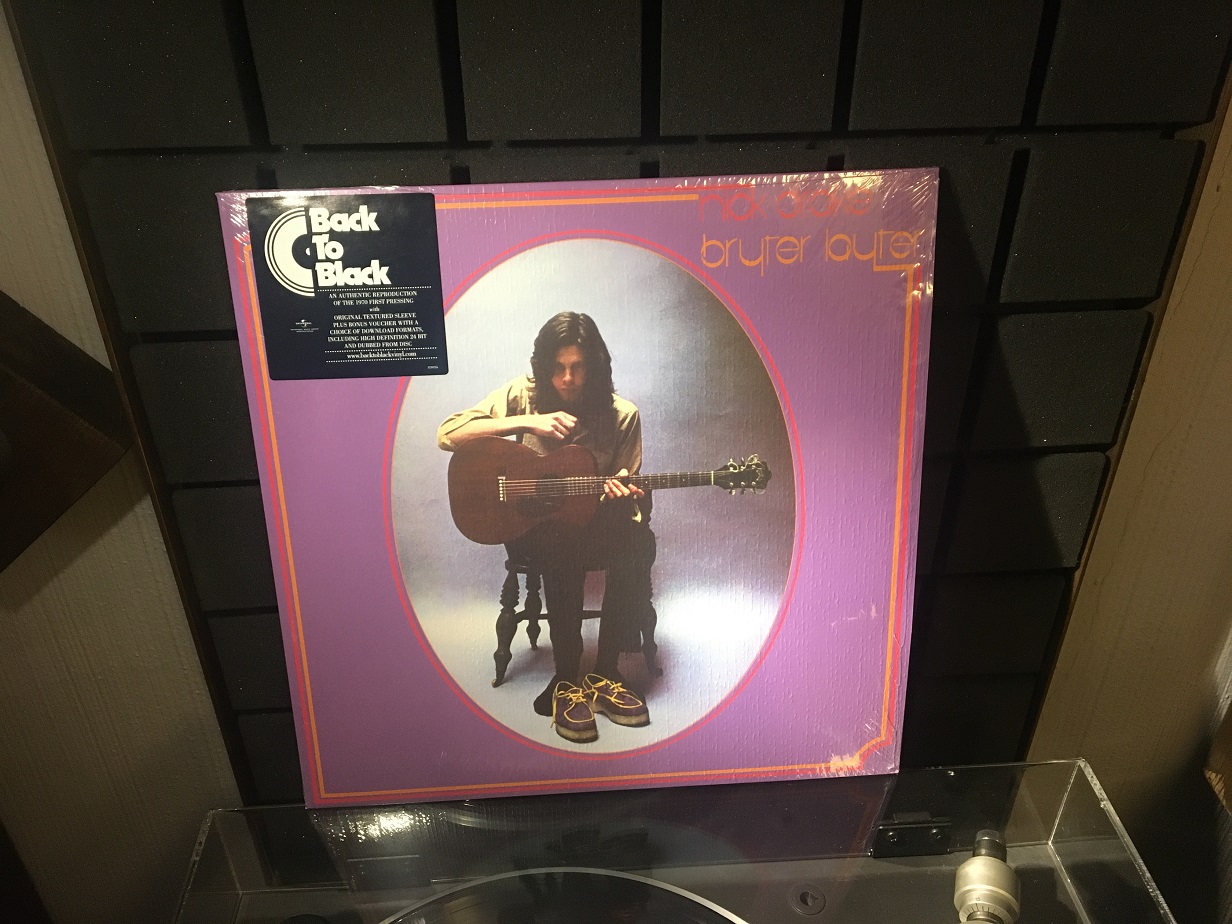 Back
To
Black
AN AUTHENTIC REPRODUCTION
OF THE 1970 FIRST PRESSING
with
ORIGINAL TEXTURED SLEEVE
PLUS BONUS VOUCHER WITH A
CHOICE OF DOWNLOAD FORMATS,
INCLUDING HIGH DEFINITION 24 BIT
AND DUBBED FROM DISC
www.backtoblackvinyl.com
nick drake
bryter layter